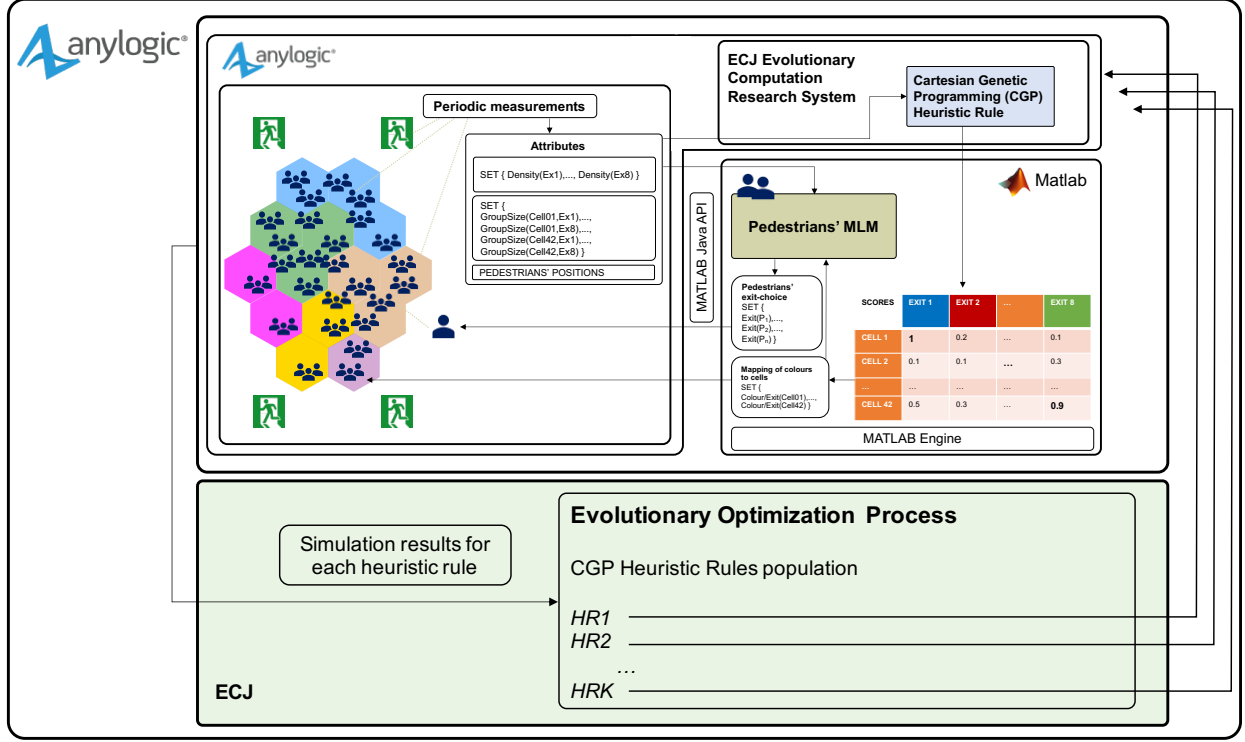 anylogic®
anylogic®
Periodic measurements
Attributes
SET { Density(Ex1),..., Density(Ex8) }
SET {
GroupSize(Cell01,Ex1),...,
GroupSize(Cell01,Ex8),...,
GroupSize(Cell42,Ex1),...,
GroupSize(Cell42,Ex8) }
PEDESTRIANS' POSITIONS
ECJ Evolutionary
Computation
Research System
Cartesian Genetic
Programming (CGP)
Heuristic Rule
MATLAB Java API
Matlab
Pedestrians' MLM
Pedestrians'
exit-choice
SET {
Exit(P₁),...,
Exit(P₂),...,
Exit(Pₙ) }
Mapping of colours
to cells
SET {
Colour/Exit(Cell01),...,
Colour/Exit(Cell42) }
SCORES EXIT 1 EXIT 2 ... EXIT 8
CELL 1 1 0.2 ... 0.1
CELL 2 0.1 0.1 ... 0.3
... ... ... ... ...
CELL 42 0.5 0.3 ... 0.9
MATLAB Engine
Simulation results for
each heuristic rule
ECJ
Evolutionary Optimization Process
CGP Heuristic Rules population
HR1
HR2
...
HRK